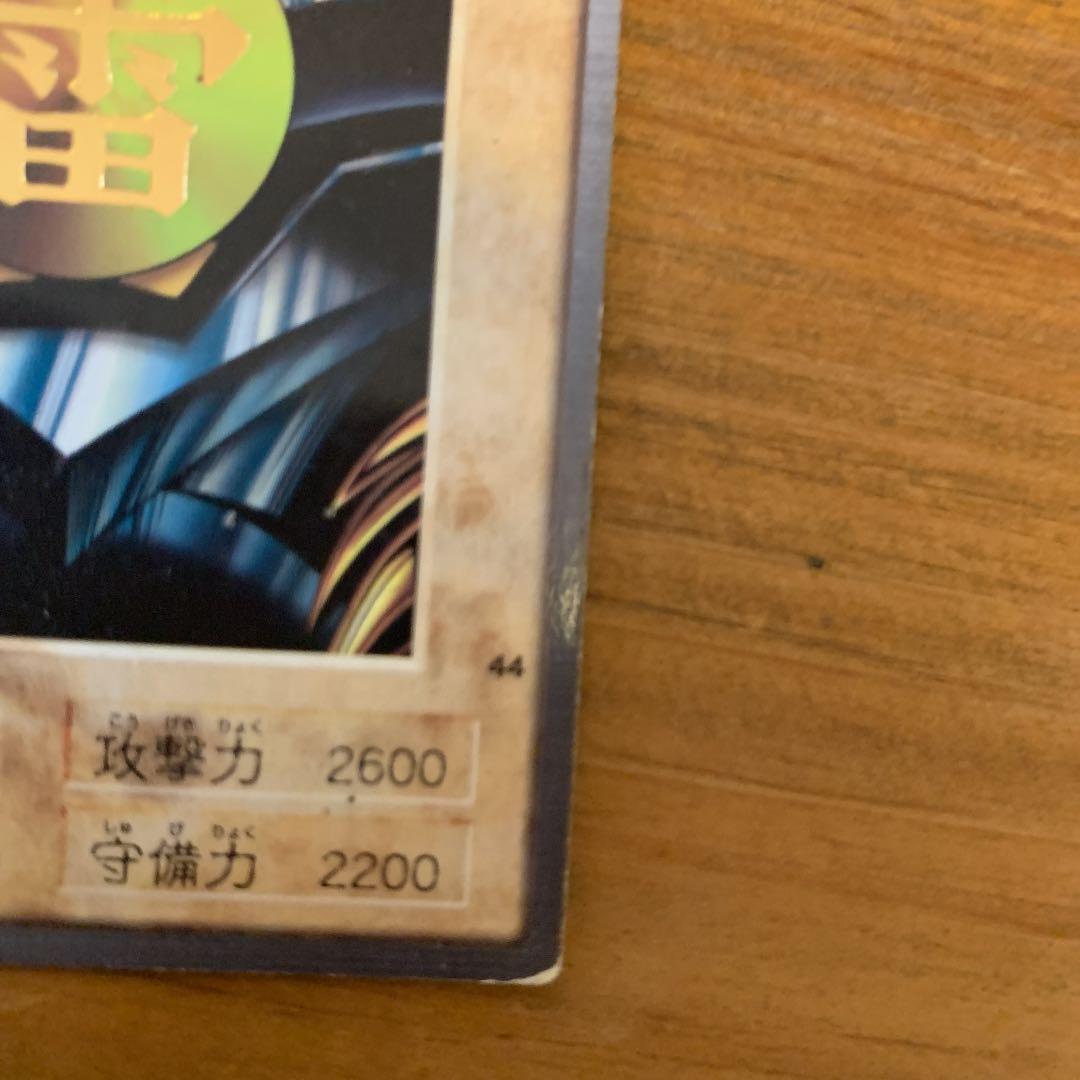 雷
44
こう げき りょく
攻撃力 2600
しゅ び りょく
守備力 2200